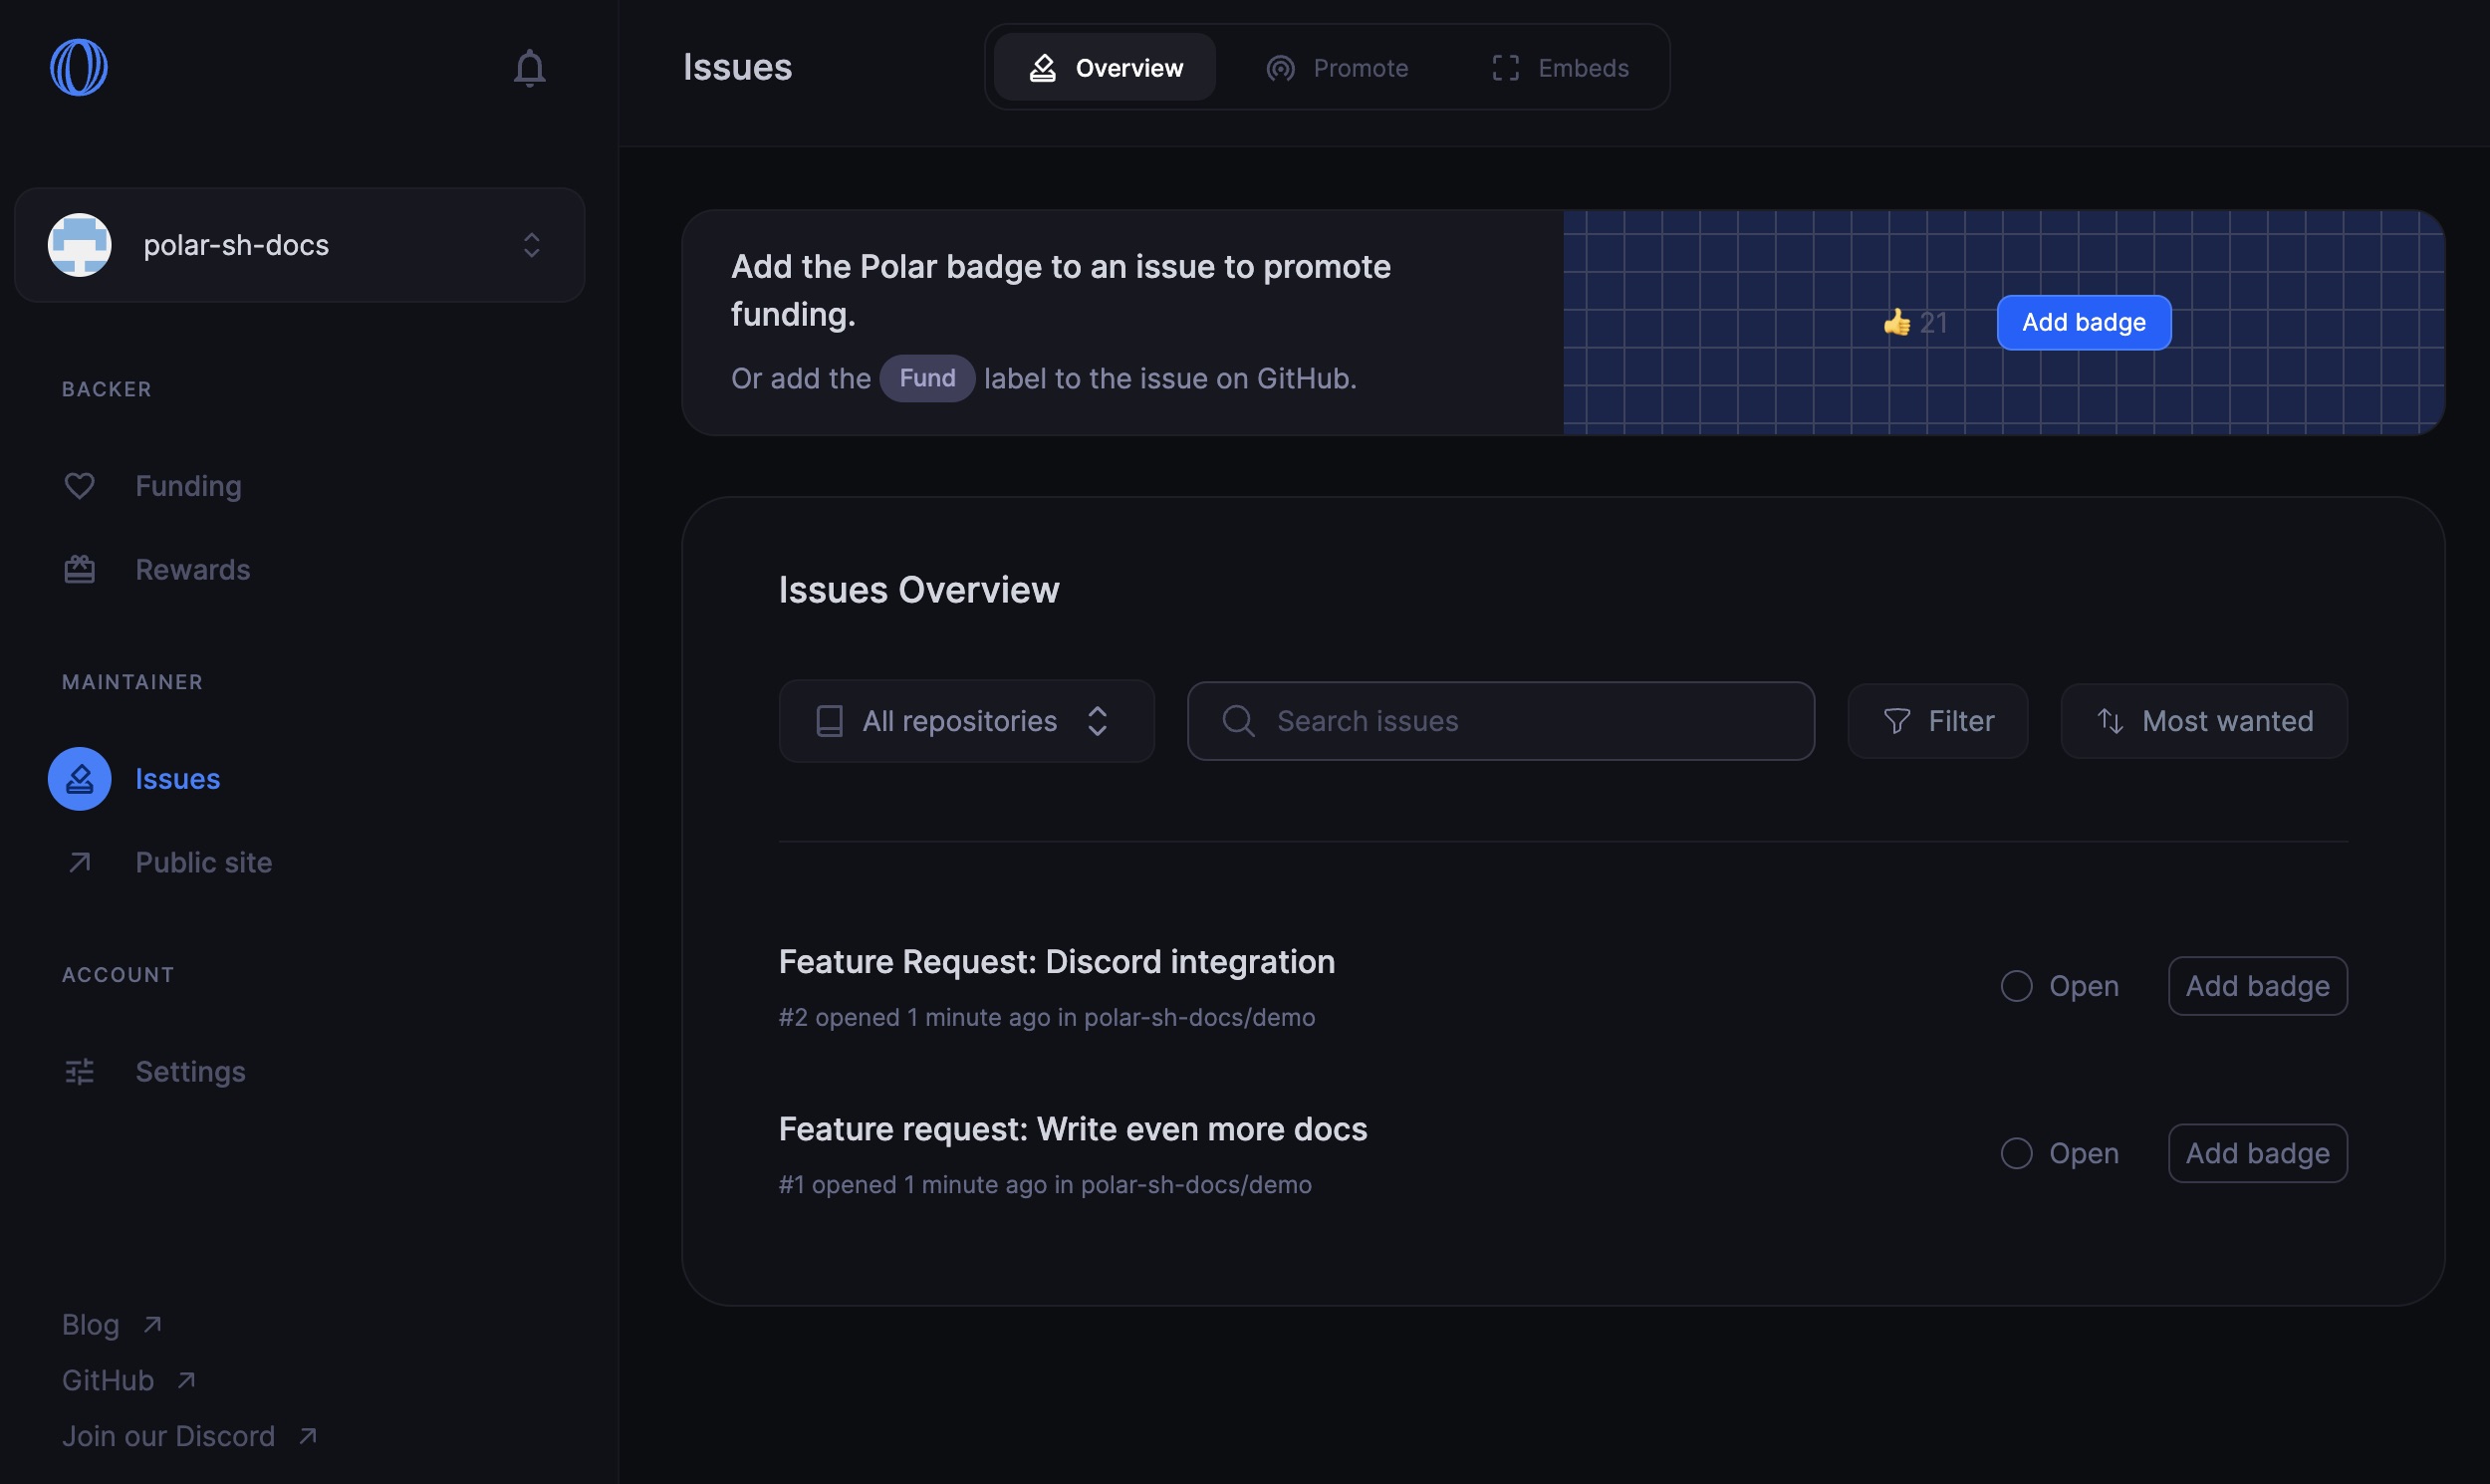 polar-sh-docs
BACKER
Funding
Rewards
MAINTAINER
Issues
Public site
ACCOUNT
Settings
Blog
GitHub
Join our Discord
Issues
Overview
Promote
Embeds
Add the Polar badge to an issue to promote
funding.
Or add the Fund label to the issue on GitHub.
👍 21
Add badge
Issues Overview
All repositories
Search issues
Filter
Most wanted
Feature Request: Discord integration
#2 opened 1 minute ago in polar-sh-docs/demo
Open
Add badge
Feature request: Write even more docs
#1 opened 1 minute ago in polar-sh-docs/demo
Open
Add badge